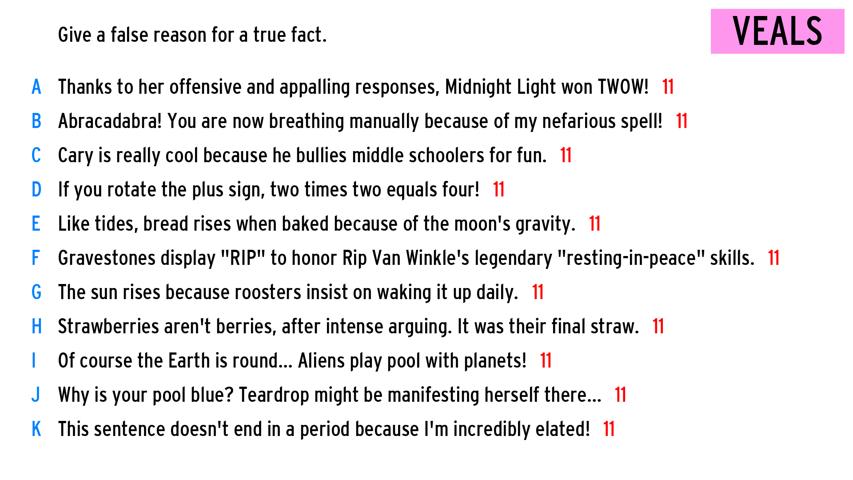 Give a false reason for a true fact.
VEALS
A Thanks to her offensive and appalling responses, Midnight Light won TWOW! 11
B Abracadabra! You are now breathing manually because of my nefarious spell! 11
C Cary is really cool because he bullies middle schoolers for fun. 11
D If you rotate the plus sign, two times two equals four! 11
E Like tides, bread rises when baked because of the moon's gravity. 11
F Gravestones display "RIP" to honor Rip Van Winkle's legendary "resting-in-peace" skills. 11
G The sun rises because roosters insist on waking it up daily. 11
H Strawberries aren't berries, after intense arguing. It was their final straw. 11
I Of course the Earth is round... Aliens play pool with planets! 11
J Why is your pool blue? Teardrop might be manifesting herself there... 11
K This sentence doesn't end in a period because I'm incredibly elated! 11